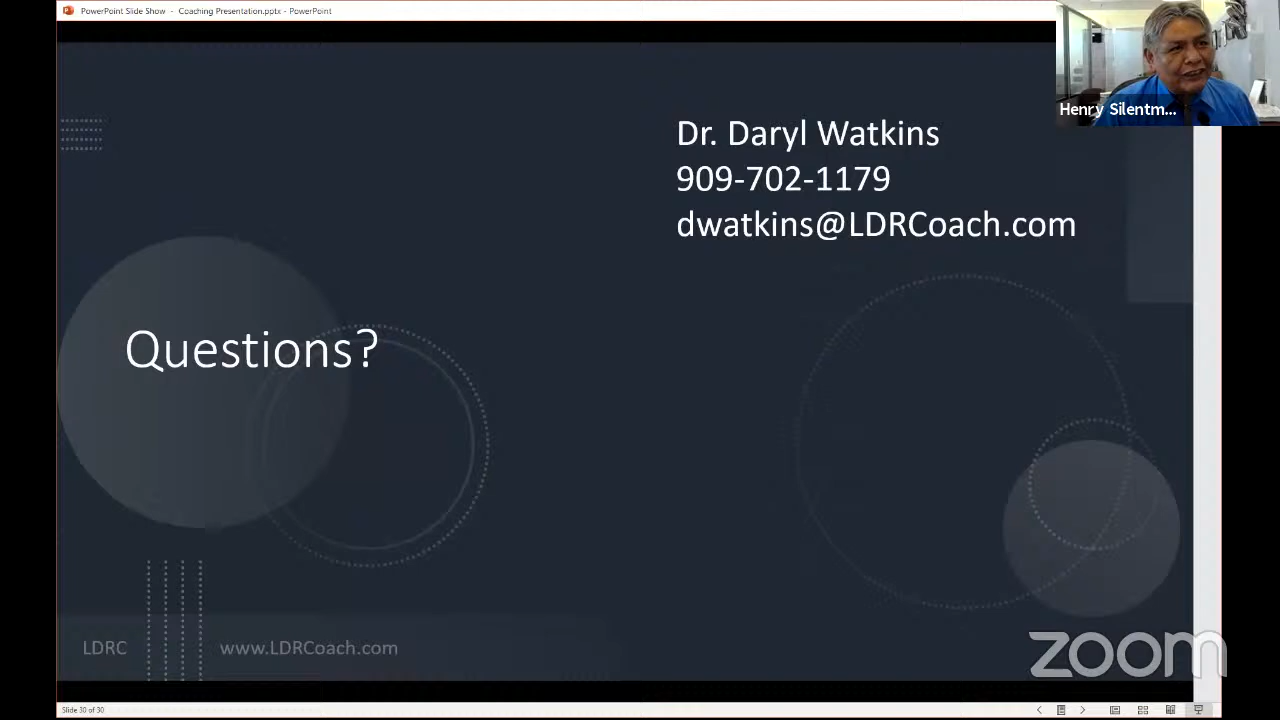 PowerPoint Slide Show - Coaching Presentation.pptx - PowerPoint
Henry Silentm...
Dr. Daryl Watkins
909-702-1179
dwatkins@LDRCoach.com
Questions?
LDRC
www.LDRCoach.com
zoom
Slide 30 of 30